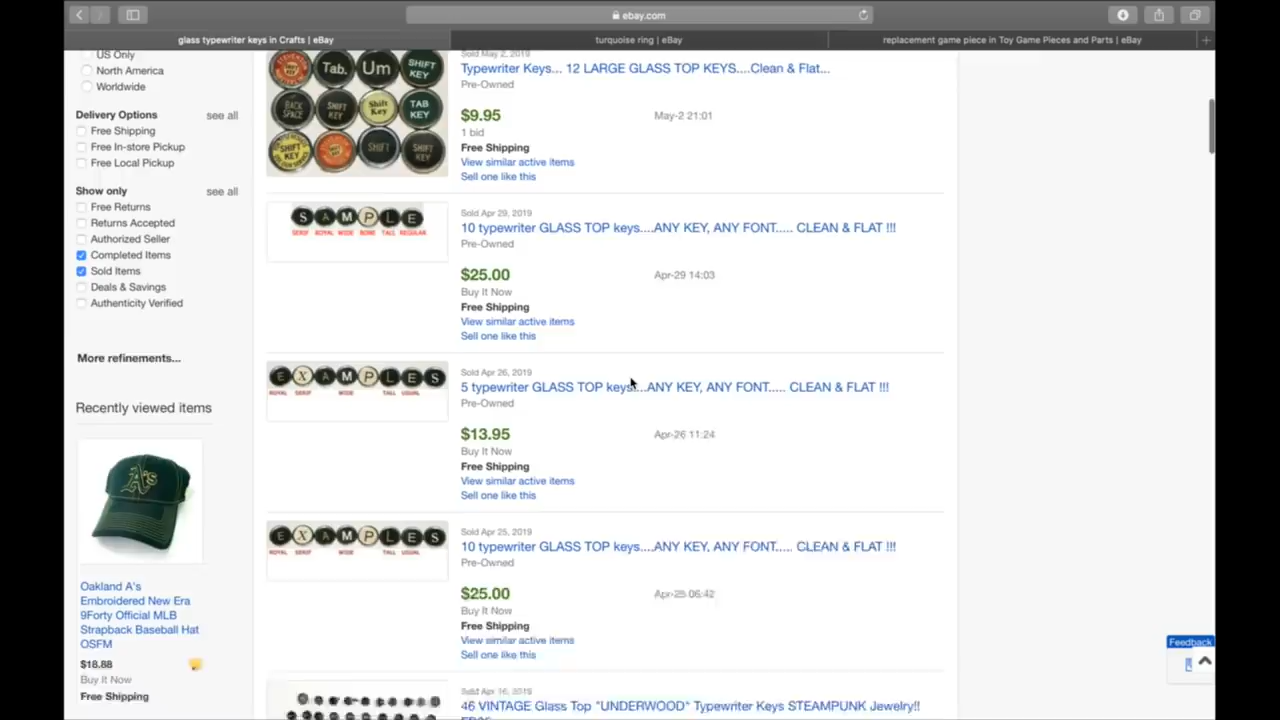 ebay.com
glass typewriter keys in Crafts | eBay
turquoise ring | eBay
replacement game piece in Toy Game Pieces and Parts | eBay
US Only
North America
Worldwide
Delivery Options see all
Free Shipping
Free In-store Pickup
Free Local Pickup
Show only see all
Free Returns
Returns Accepted
Authorized Seller
Completed Items
Sold Items
Deals & Savings
Authenticity Verified
More refinements...
Recently viewed items
Oakland A's
Embroidered New Era
9Forty Official MLB
Strapback Baseball Hat
OSFM
$18.88
Buy It Now
Free Shipping
Tab. Um SHIFT KEY
BACK SPACE SHIFT KEY Shift Key TAB KEY
SHIFT KEY SHIFT SHIFT KEY
Sold May 2, 2019
Typewriter Keys... 12 LARGE GLASS TOP KEYS....Clean & Flat...
Pre-Owned
$9.95 May-2 21:01
1 bid
Free Shipping
View similar active items
Sell one like this
S A M P L E
SERIF ROYAL WIDE ROME TALL REGULAR
Sold Apr 29, 2019
10 typewriter GLASS TOP keys....ANY KEY, ANY FONT..... CLEAN & FLAT !!!
Pre-Owned
$25.00 Apr-29 14:03
Buy It Now
Free Shipping
View similar active items
Sell one like this
E X A M P L E S
ROYAL SERIF WIDE TALL USUAL
Sold Apr 26, 2019
5 typewriter GLASS TOP keys....ANY KEY, ANY FONT..... CLEAN & FLAT !!!
Pre-Owned
$13.95 Apr-26 11:24
Buy It Now
Free Shipping
View similar active items
Sell one like this
E X A M P L E S
ROYAL SERIF WIDE TALL USUAL
Sold Apr 25, 2019
10 typewriter GLASS TOP keys....ANY KEY, ANY FONT..... CLEAN & FLAT !!!
Pre-Owned
$25.00 Apr-25 06:42
Buy It Now
Free Shipping
View similar active items
Sell one like this
Sold Apr 16, 2019
46 VINTAGE Glass Top *UNDERWOOD* Typewriter Keys STEAMPUNK Jewelry!!
Feedback